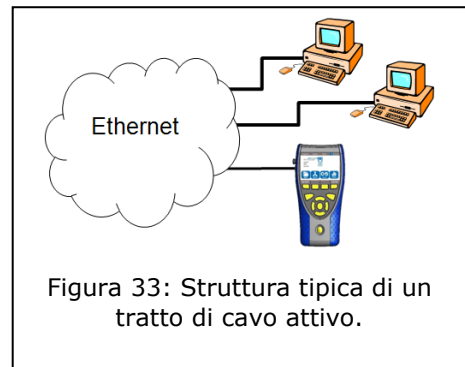 Ethernet
Figura 33: Struttura tipica di un
tratto di cavo attivo.